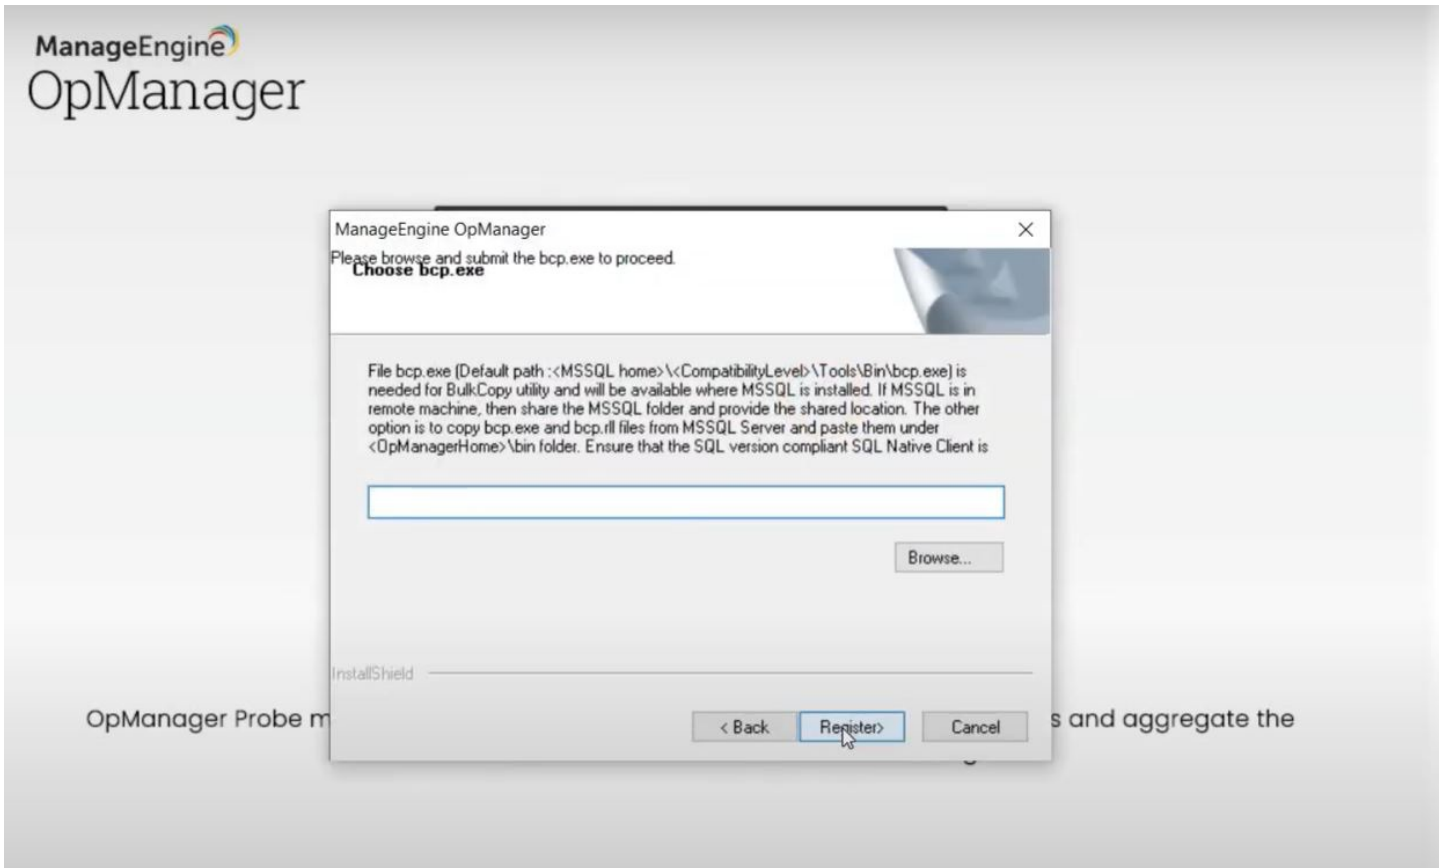 ManageEngine
OpManager
ManageEngine OpManager
Please browse and submit the bcp.exe to proceed.
Choose bcp.exe
File bcp.exe (Default path :<MSSQL home>\<CompatibilityLevel>\Tools\Bin\bcp.exe) is
needed for BulkCopy utility and will be available where MSSQL is installed. If MSSQL is in
remote machine, then share the MSSQL folder and provide the shared location. The other
option is to copy bcp.exe and bcp.rll files from MSSQL Server and paste them under
<OpManagerHome>\bin folder. Ensure that the SQL version compliant SQL Native Client is
Browse...
InstallShield
< Back
Register>
Cancel
OpManager Probe m
s and aggregate the